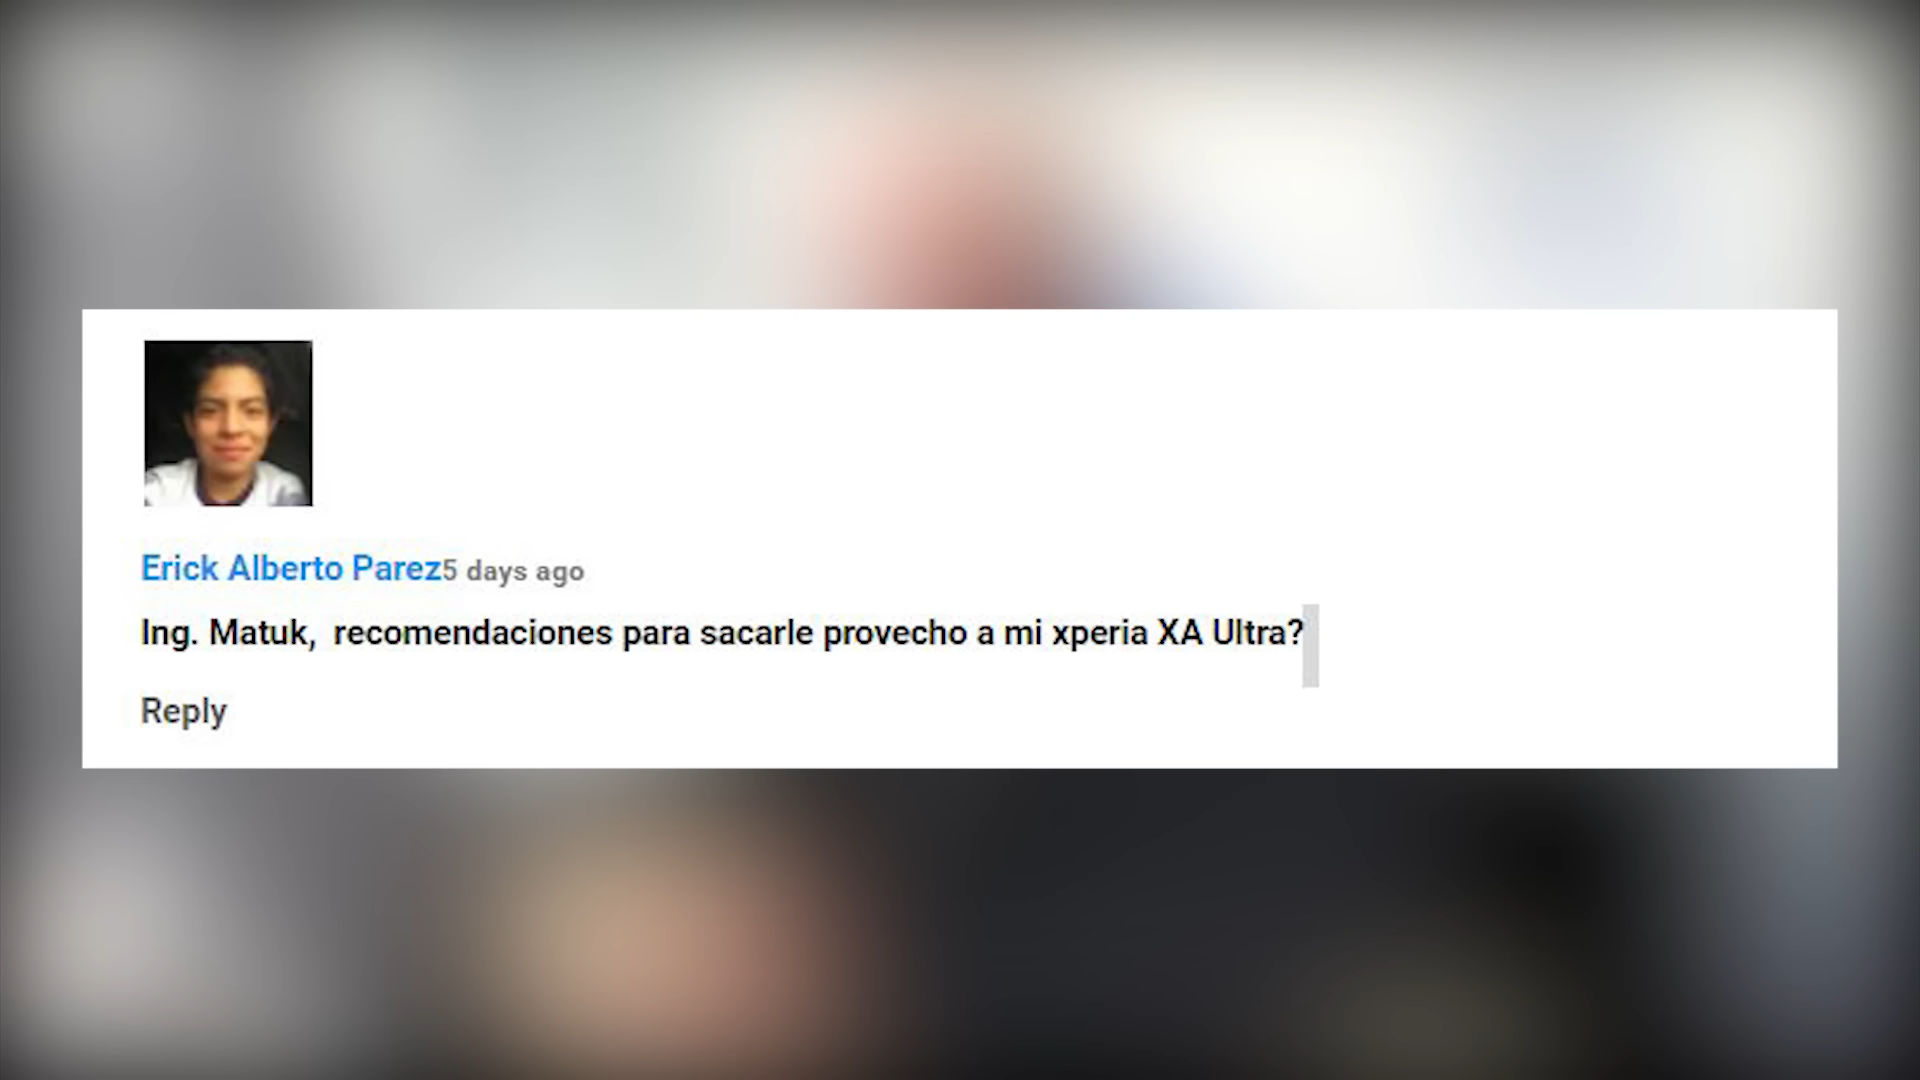 Erick Alberto Parez5 days ago
Ing. Matuk, recomendaciones para sacarle provecho a mi xperia XA Ultra?
Reply